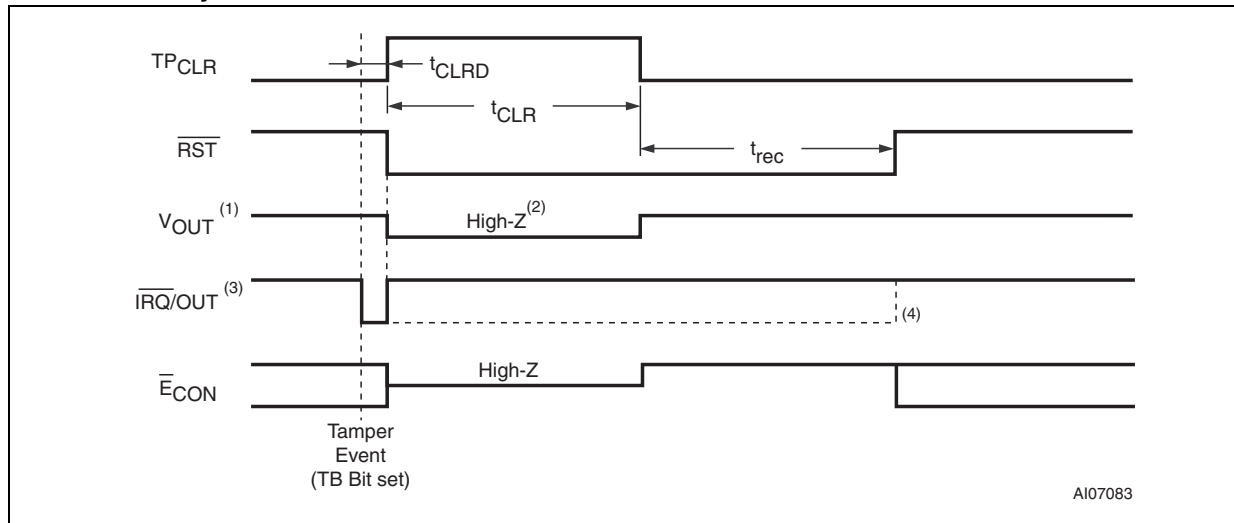 TPCLR
tCLRD
tCLR
RST
trec
VOUT (1)
High-Z(2)
IRQ/OUT (3)
(4)
ECON
High-Z
Tamper
Event
(TB Bit set)
AI07083